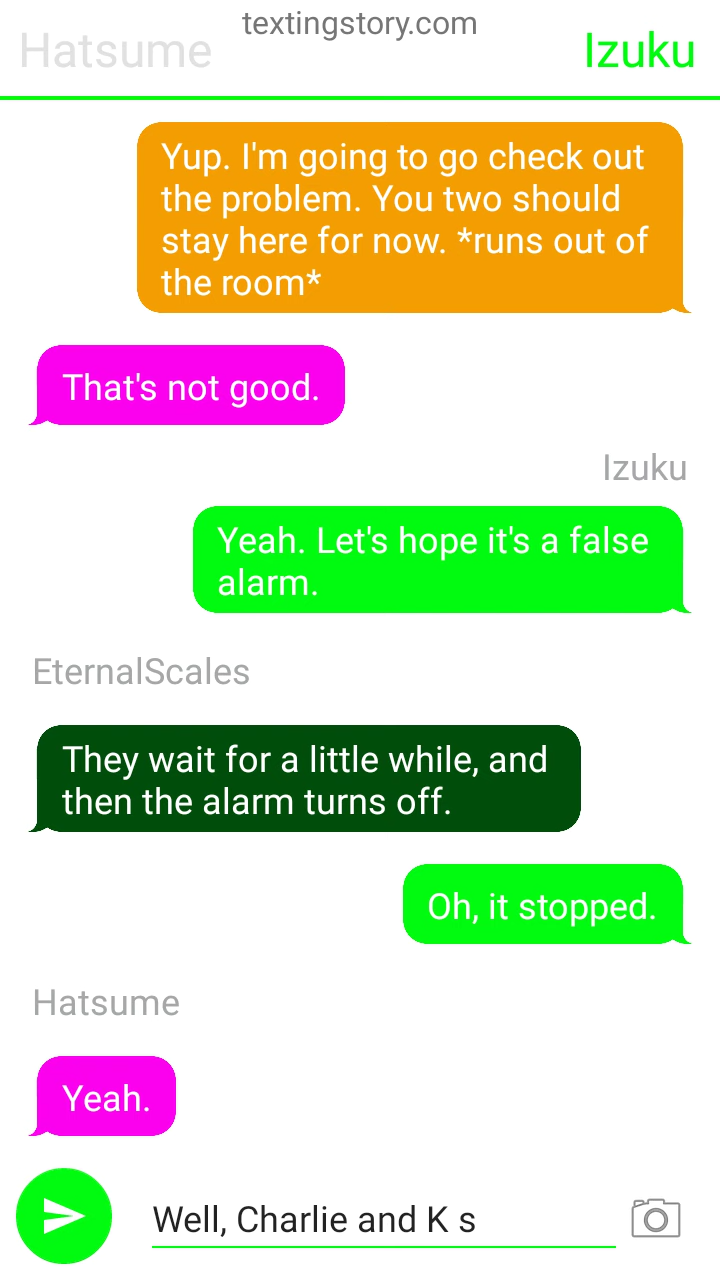 textingstory.com
Hatsume
Izuku
Yup. I'm going to go check out
the problem. You two should
stay here for now. *runs out of
the room*
That's not good.
Izuku
Yeah. Let's hope it's a false
alarm.
EternalScales
They wait for a little while, and
then the alarm turns off.
Oh, it stopped.
Hatsume
Yeah.
Well, Charlie and K s